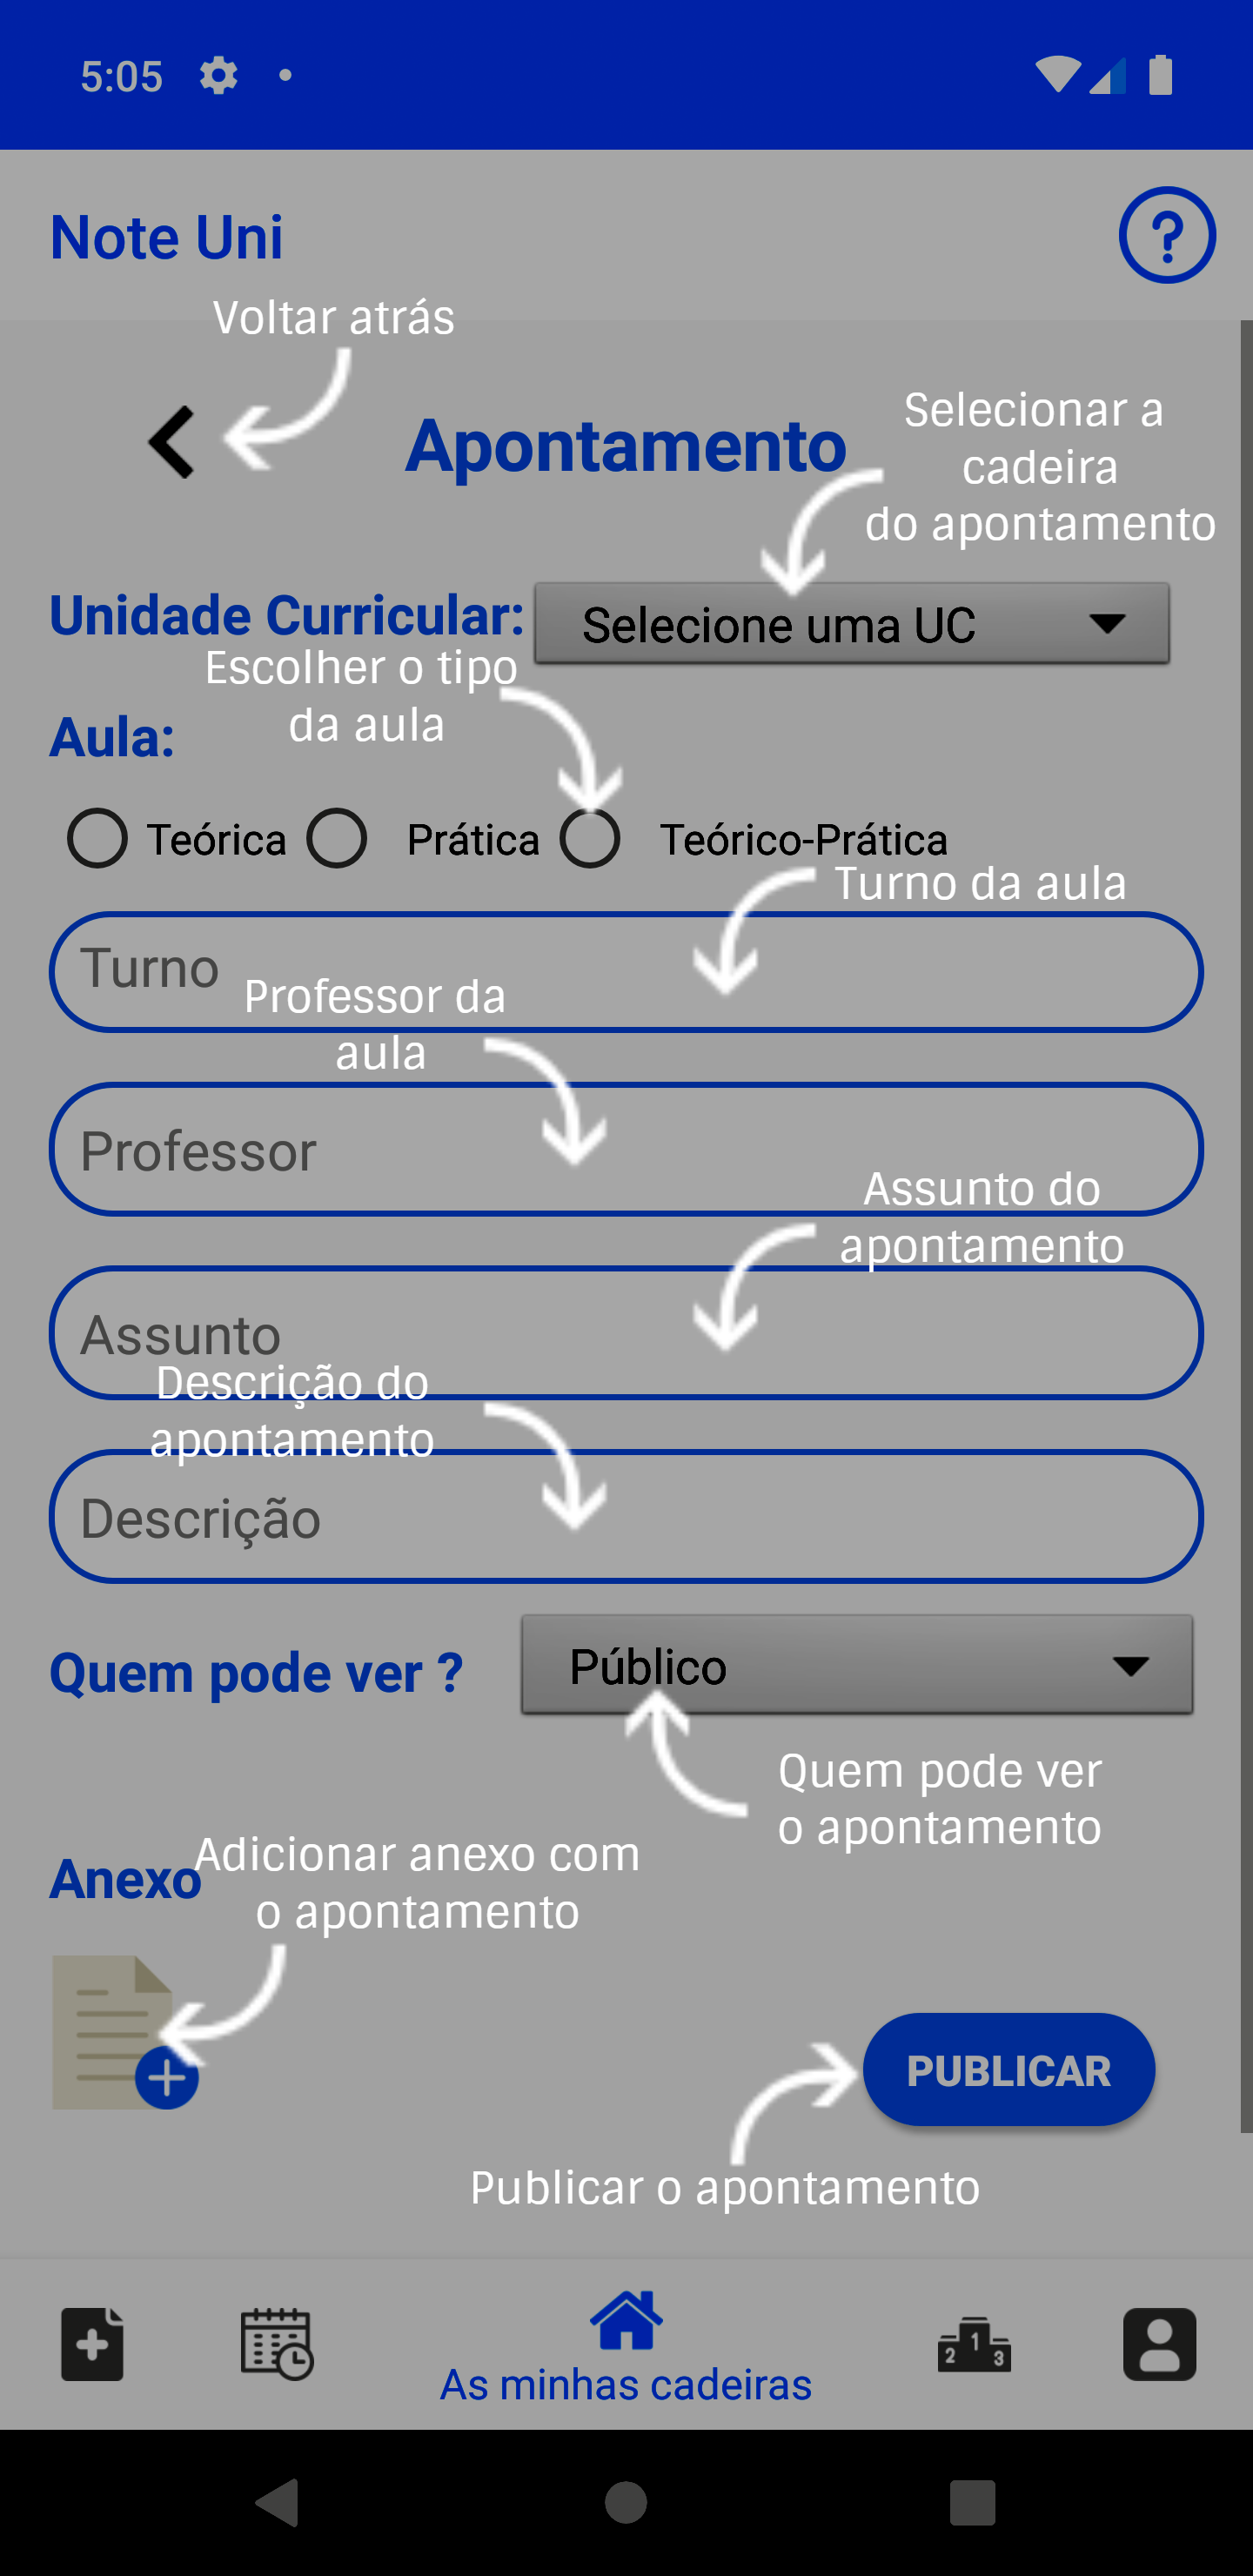 5:05
Note Uni
Voltar atrás
Apontamento
Selecionar a
cadeira
do apontamento
Unidade Curricular:
Selecione uma UC
Escolher o tipo
da aula
Aula:
Teórica
Prática
Teórico-Prática
Turno da aula
Turno
Professor da
aula
Professor
Assunto do
apontamento
Assunto
Descrição do
apontamento
Descrição
Quem pode ver ?
Público
Quem pode ver
o apontamento
Anexo
Adicionar anexo com
o apontamento
PUBLICAR
Publicar o apontamento
2 1 3
As minhas cadeiras